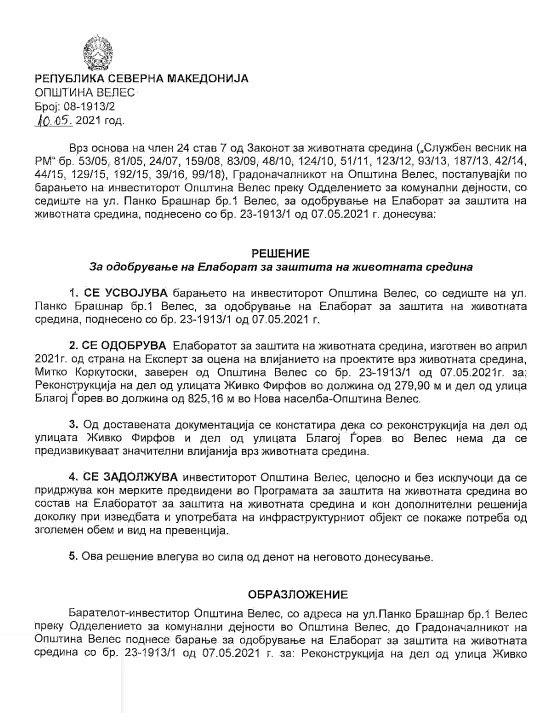 РЕПУБЛИКА СЕВЕРНА МАКЕДОНИЈА
ОПШТИНА ВЕЛЕС
Број: 08-1913/2
10.05. 2021 год.
Врз основа на член 24 став 7 од Законот за животната средина („Службен весник на
РМ“ бр. 53/05, 81/05, 24/07, 159/08, 83/09, 48/10, 124/10, 51/11, 123/12, 93/13, 187/13, 42/14,
44/15, 129/15, 192/15, 39/16, 99/18), Градоначалникот на Општина Велес, постапувајќи по
барањето на инвеститорот Општина Велес преку Одделението за комунални дејности, со
седиште на ул. Панко Брашнар бр.1 Велес, за одобрување на Елаборат за заштита на
животната средина, поднесено со бр. 23-1913/1 од 07.05.2021 г. донесува:
РЕШЕНИЕ
За одобрување на Елаборат за заштита на животната средина
1. СЕ УСВОЈУВА барањето на инвеститорот Општина Велес, со седиште на ул.
Панко Брашнар бр.1 Велес, за одобрување на Елаборат за заштита на животната
средина, поднесено со бр. 23-1913/1 од 07.05.2021 г.
2. СЕ ОДОБРУВА Елаборатот за заштита на животната средина, изготвен во април
2021г. од страна на Експерт за оценка на влијанието на проектите врз животната средина,
Митко Коркутоски, заверен од Општина Велес со бр. 23-1913/1 од 07.05.2021г. за:
Реконструкција на дел од улицата Живко Фирфов во должина од 279,90 м и дел од улица
Благој Ѓорев во должина од 825,16 м во Нова населба-Општина Велес.
3. Од доставената документација се констатира дека со реконструкција на дел од
улицата Живко Фирфов и дел од улицата Благој Ѓорев во Велес нема да се
предизвикуваат значителни влијанија врз животната средина.
4. СЕ ЗАДОЛЖУВА инвеститорот Општина Велес, целосно и без исклучоци да се
придржува кон мерките предвидени во Програмата за заштита на животната средина во
состав на Елаборатот за заштита на животната средина и кон дополнителни решенија
доколку при изведбата и употребата на инфраструктурниот објект се покаже потреба од
зголемен обем и вид на превенција.
5. Ова решение влегува во сила од денот на неговото донесување.
ОБРАЗЛОЖЕНИЕ
Барателот-инвеститор Општина Велес, со адреса на ул.Панко Брашнар бр.1 Велес
преку Одделението за комунални дејности во Општина Велес, до Градоначалникот на
Општина Велес поднесе барање за одобрување на Елаборат за заштита на животната
средина со бр. 23-1913/1 од 07.05.2021 г. за: Реконструкција на дел од улица Живко